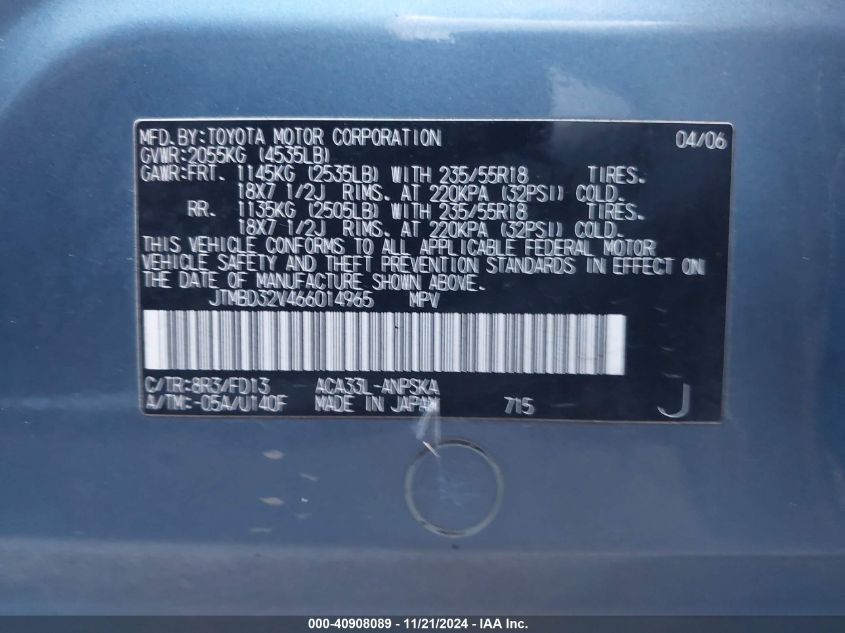 MFD. BY: TOYOTA MOTOR CORPORATION 04/06
GVWR: 2055KG (4535LB)
GAWR: FRT. 1145KG (2535LB) WITH 235/55R18 TIRES.
18X7 1/2J RIMS. AT 220KPA (32PSI) COLD.
RR. 1135KG (2505LB) WITH 235/55R18 TIRES.
18X7 1/2J RIMS. AT 220KPA (32PSI) COLD.
THIS VEHICLE CONFORMS TO ALL APPLICABLE FEDERAL MOTOR
VEHICLE SAFETY AND THEFT PREVENTION STANDARDS IN EFFECT ON
THE DATE OF MANUFACTURE SHOWN ABOVE.
JTMBD32V466014965 MPV
C/TR: 8R3/FD13 ACA33L-ANPSKA
A/TM: -05A/U140F MADE IN JAPAN 715 J
000-40908089 - 11/21/2024 - IAA Inc.